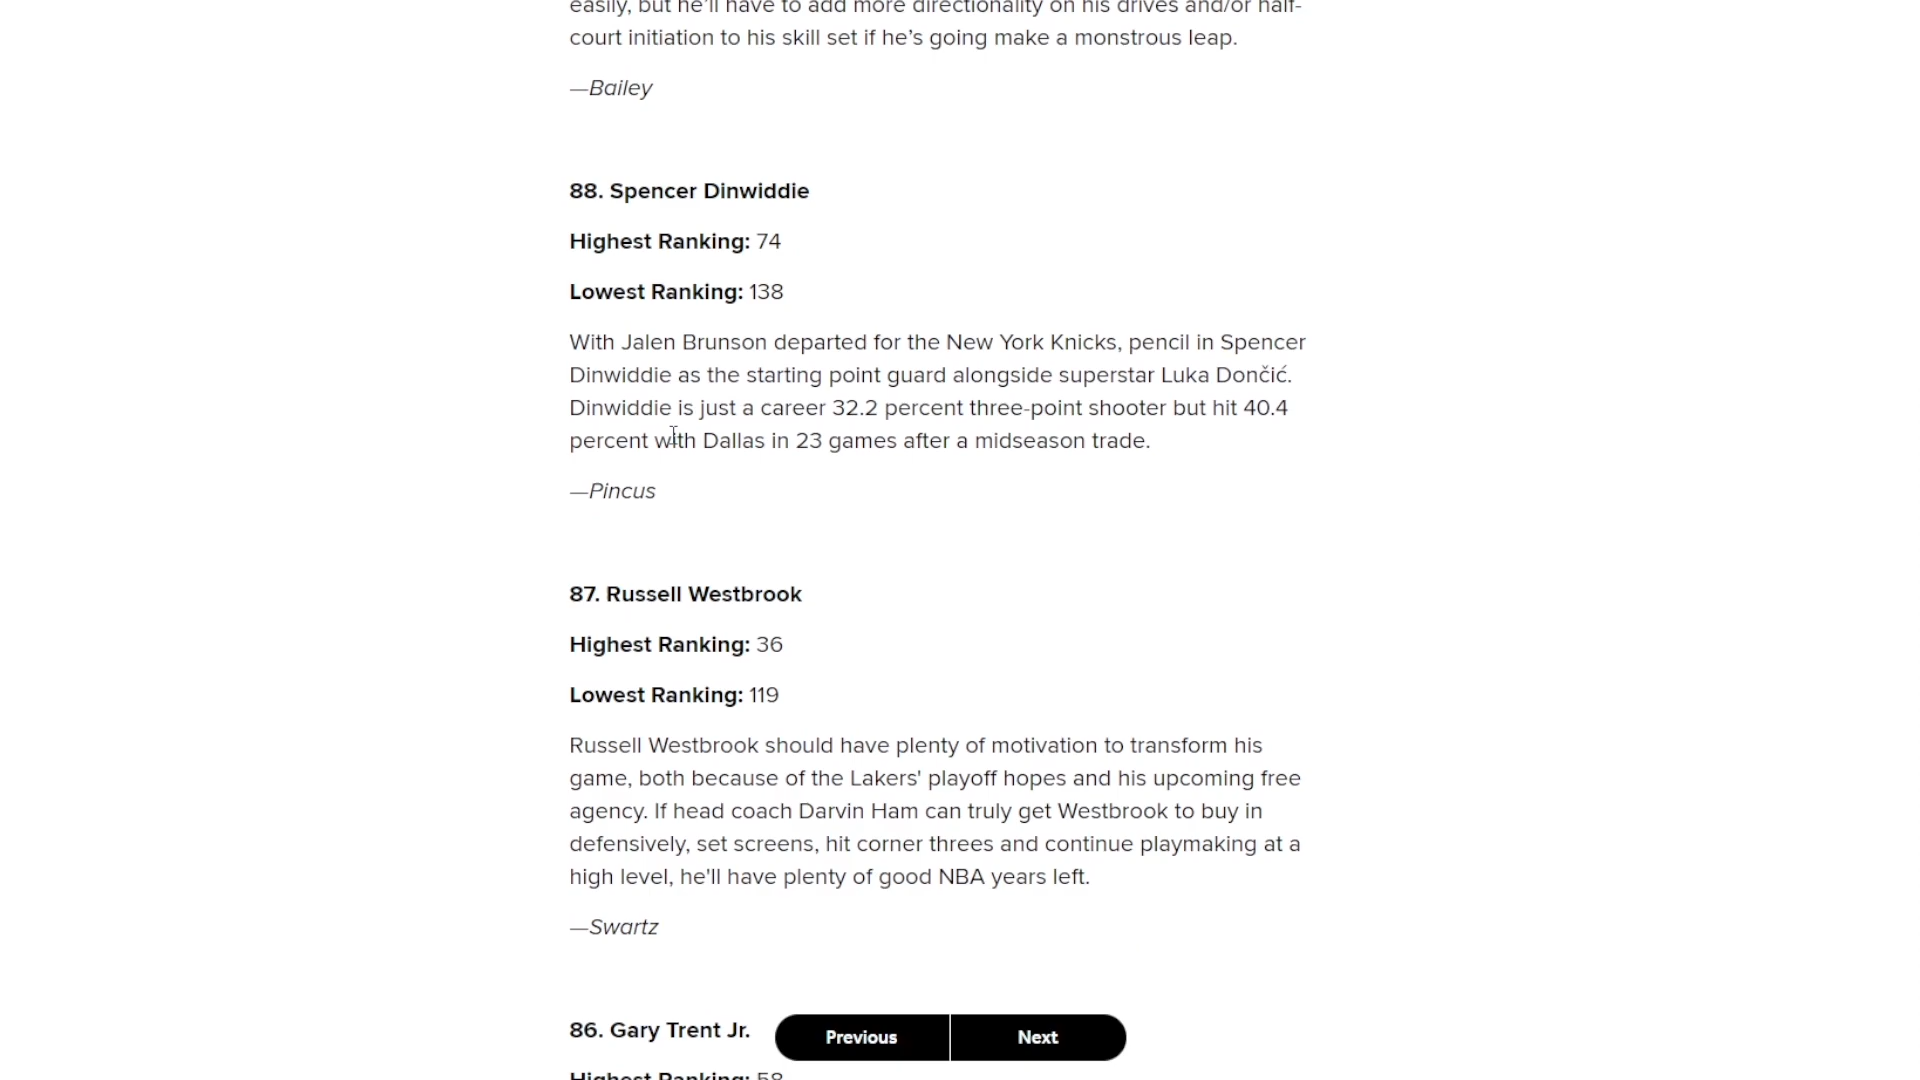 easily, but he’ll have to add more directionality on his drives and/or half-
court initiation to his skill set if he’s going make a monstrous leap.
—Bailey
88. Spencer Dinwiddie
Highest Ranking: 74
Lowest Ranking: 138
With Jalen Brunson departed for the New York Knicks, pencil in Spencer
Dinwiddie as the starting point guard alongside superstar Luka Dončić.
Dinwiddie is just a career 32.2 percent three-point shooter but hit 40.4
percent with Dallas in 23 games after a midseason trade.
—Pincus
87. Russell Westbrook
Highest Ranking: 36
Lowest Ranking: 119
Russell Westbrook should have plenty of motivation to transform his
game, both because of the Lakers' playoff hopes and his upcoming free
agency. If head coach Darvin Ham can truly get Westbrook to buy in
defensively, set screens, hit corner threes and continue playmaking at a
high level, he'll have plenty of good NBA years left.
—Swartz
86. Gary Trent Jr.
Previous Next
Highest Ranking: 58